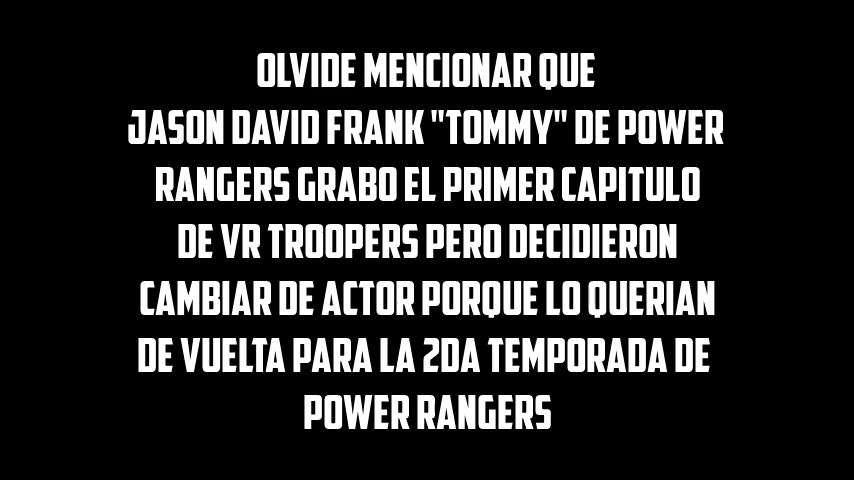 OLVIDE MENCIONAR QUE
JASON DAVID FRANK "TOMMY" DE POWER
RANGERS GRABO EL PRIMER CAPITULO
DE VR TROOPERS PERO DECIDIERON
CAMBIAR DE ACTOR PORQUE LO QUERIAN
DE VUELTA PARA LA 2DA TEMPORADA DE
POWER RANGERS